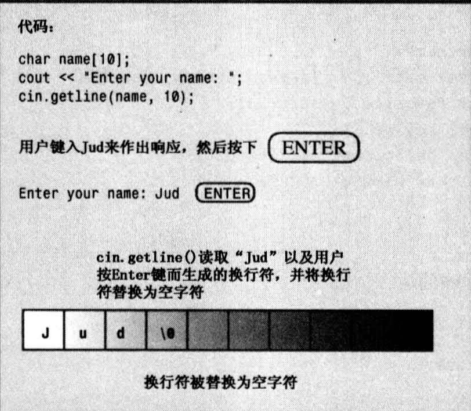 代码：
char name[10];
cout << "Enter your name: ";
cin.getline(name, 10);
用户键入Jud来作出响应，然后按下 ENTER
Enter your name: Jud ENTER
cin.getline()读取“Jud”以及用户
按Enter键而生成的换行符，并将换行
符替换为空字符
J u d \0
换行符被替换为空字符